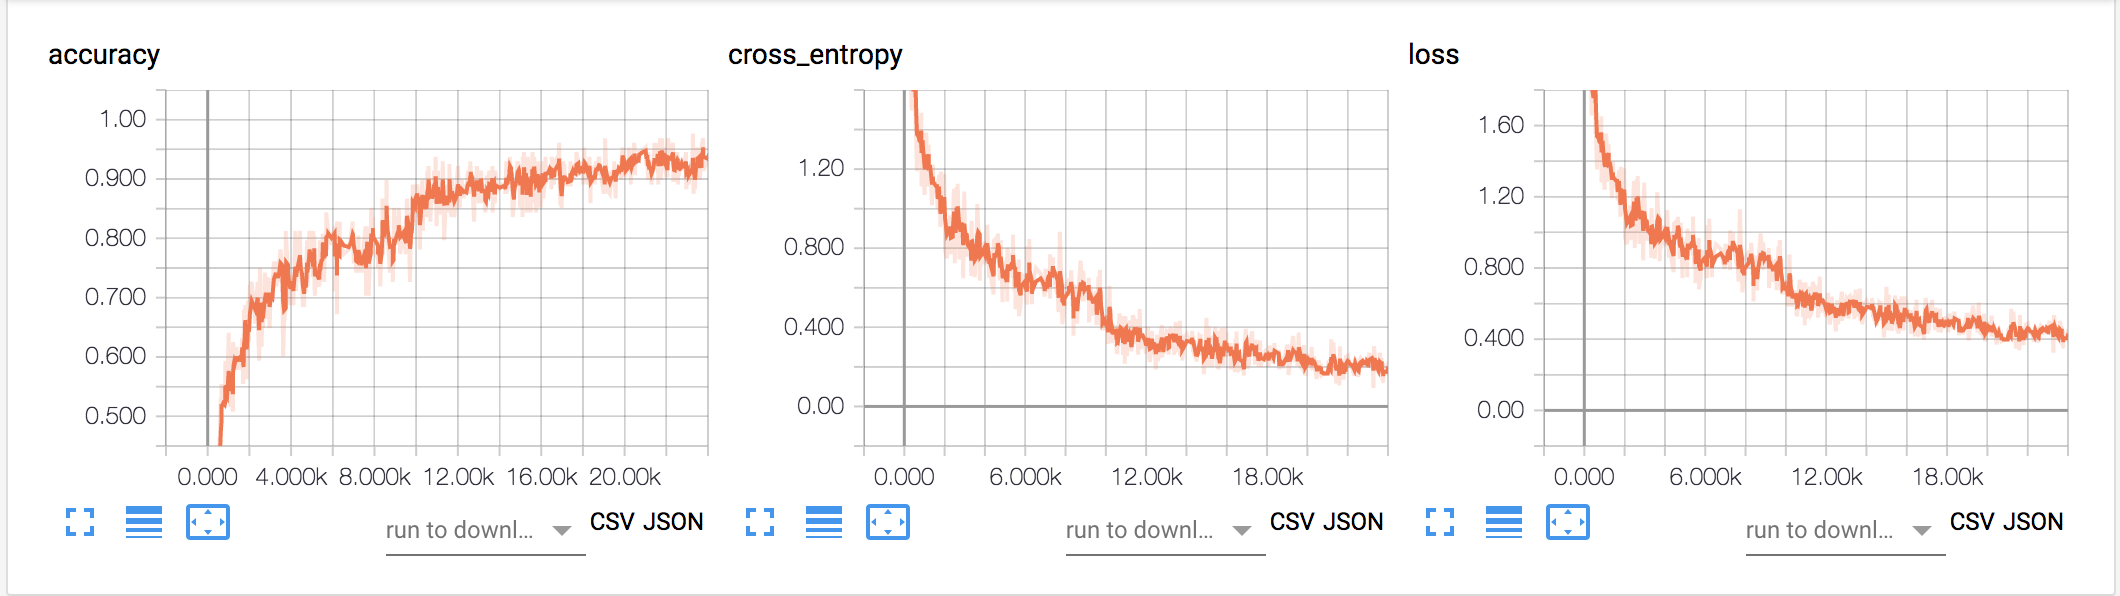 accuracy
1.00
0.900
0.800
0.700
0.600
0.500
0.000 4.000k 8.000k 12.00k 16.00k 20.00k
run to downl... CSV JSON
cross_entropy
1.20
0.800
0.400
0.00
0.000 6.000k 12.00k 18.00k
run to downl... CSV JSON
loss
1.60
1.20
0.800
0.400
0.00
0.000 6.000k 12.00k 18.00k
run to downl... CSV JSON